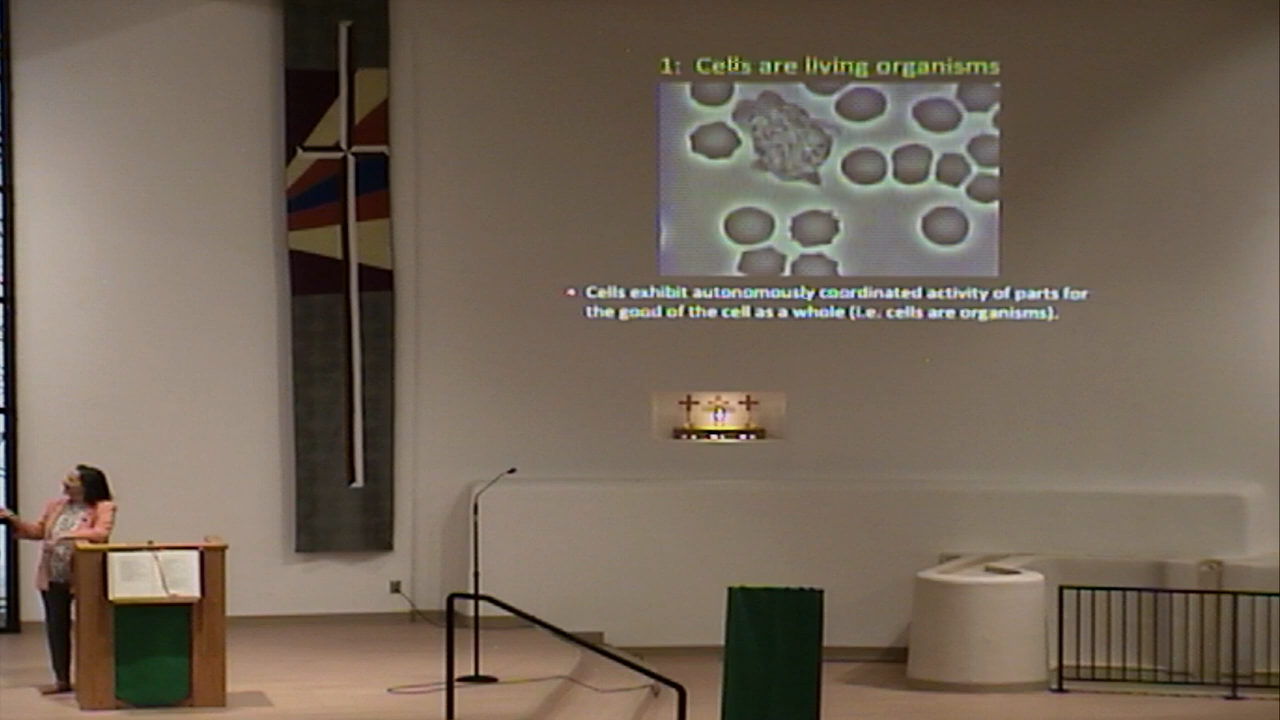 1: Cells are living organisms
• Cells exhibit autonomously coordinated activity of parts for
the good of the cell as a whole (i.e. cells are organisms).